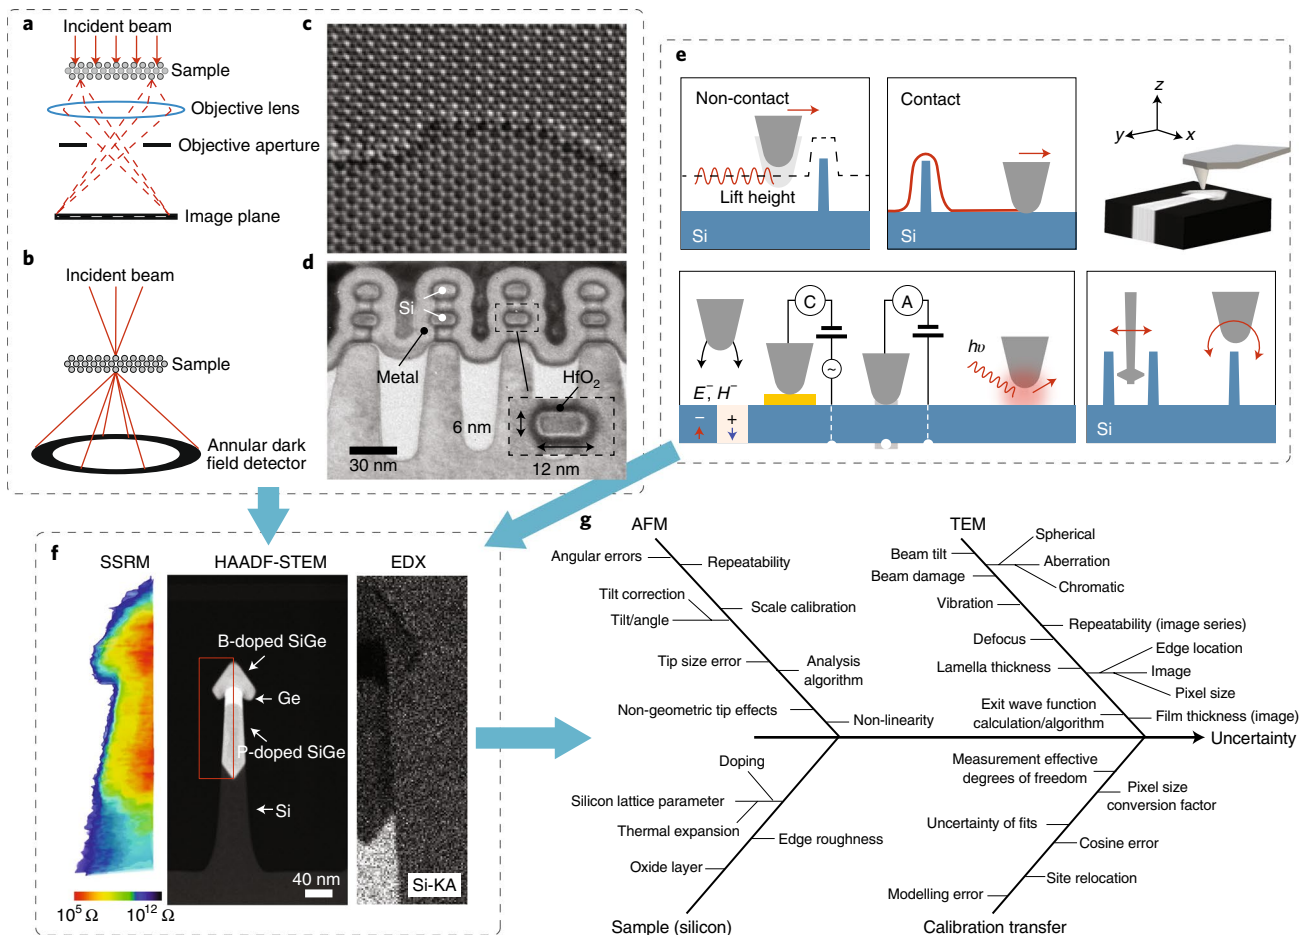 a
Incident beam
Sample
Objective lens
Objective aperture
Image plane
b
Incident beam
Sample
Annular dark
field detector
c
d
Si
Metal
HfO2
6 nm
12 nm
30 nm
e
Non-contact
Lift height
Si
Contact
Si
z
y
x
E⁻, H⁻
−
+
C
~
A
hυ
Si
f
SSRM
HAADF-STEM
EDX
B-doped SiGe
Ge
P-doped SiGe
Si
40 nm
Si-KA
10⁵ Ω
10¹² Ω
g
AFM
Angular errors
Repeatability
Tilt correction
Scale calibration
Tilt/angle
Tip size error
Analysis
algorithm
Non-geometric tip effects
Non-linearity
TEM
Spherical
Beam tilt
Aberration
Beam damage
Chromatic
Vibration
Repeatability (image series)
Defocus
Edge location
Lamella thickness
Image
Pixel size
Exit wave function
calculation/algorithm
Film thickness (image)
Uncertainty
Doping
Silicon lattice parameter
Thermal expansion
Edge roughness
Oxide layer
Sample (silicon)
Measurement effective
degrees of freedom
Pixel size
conversion factor
Uncertainty of fits
Cosine error
Site relocation
Modelling error
Calibration transfer